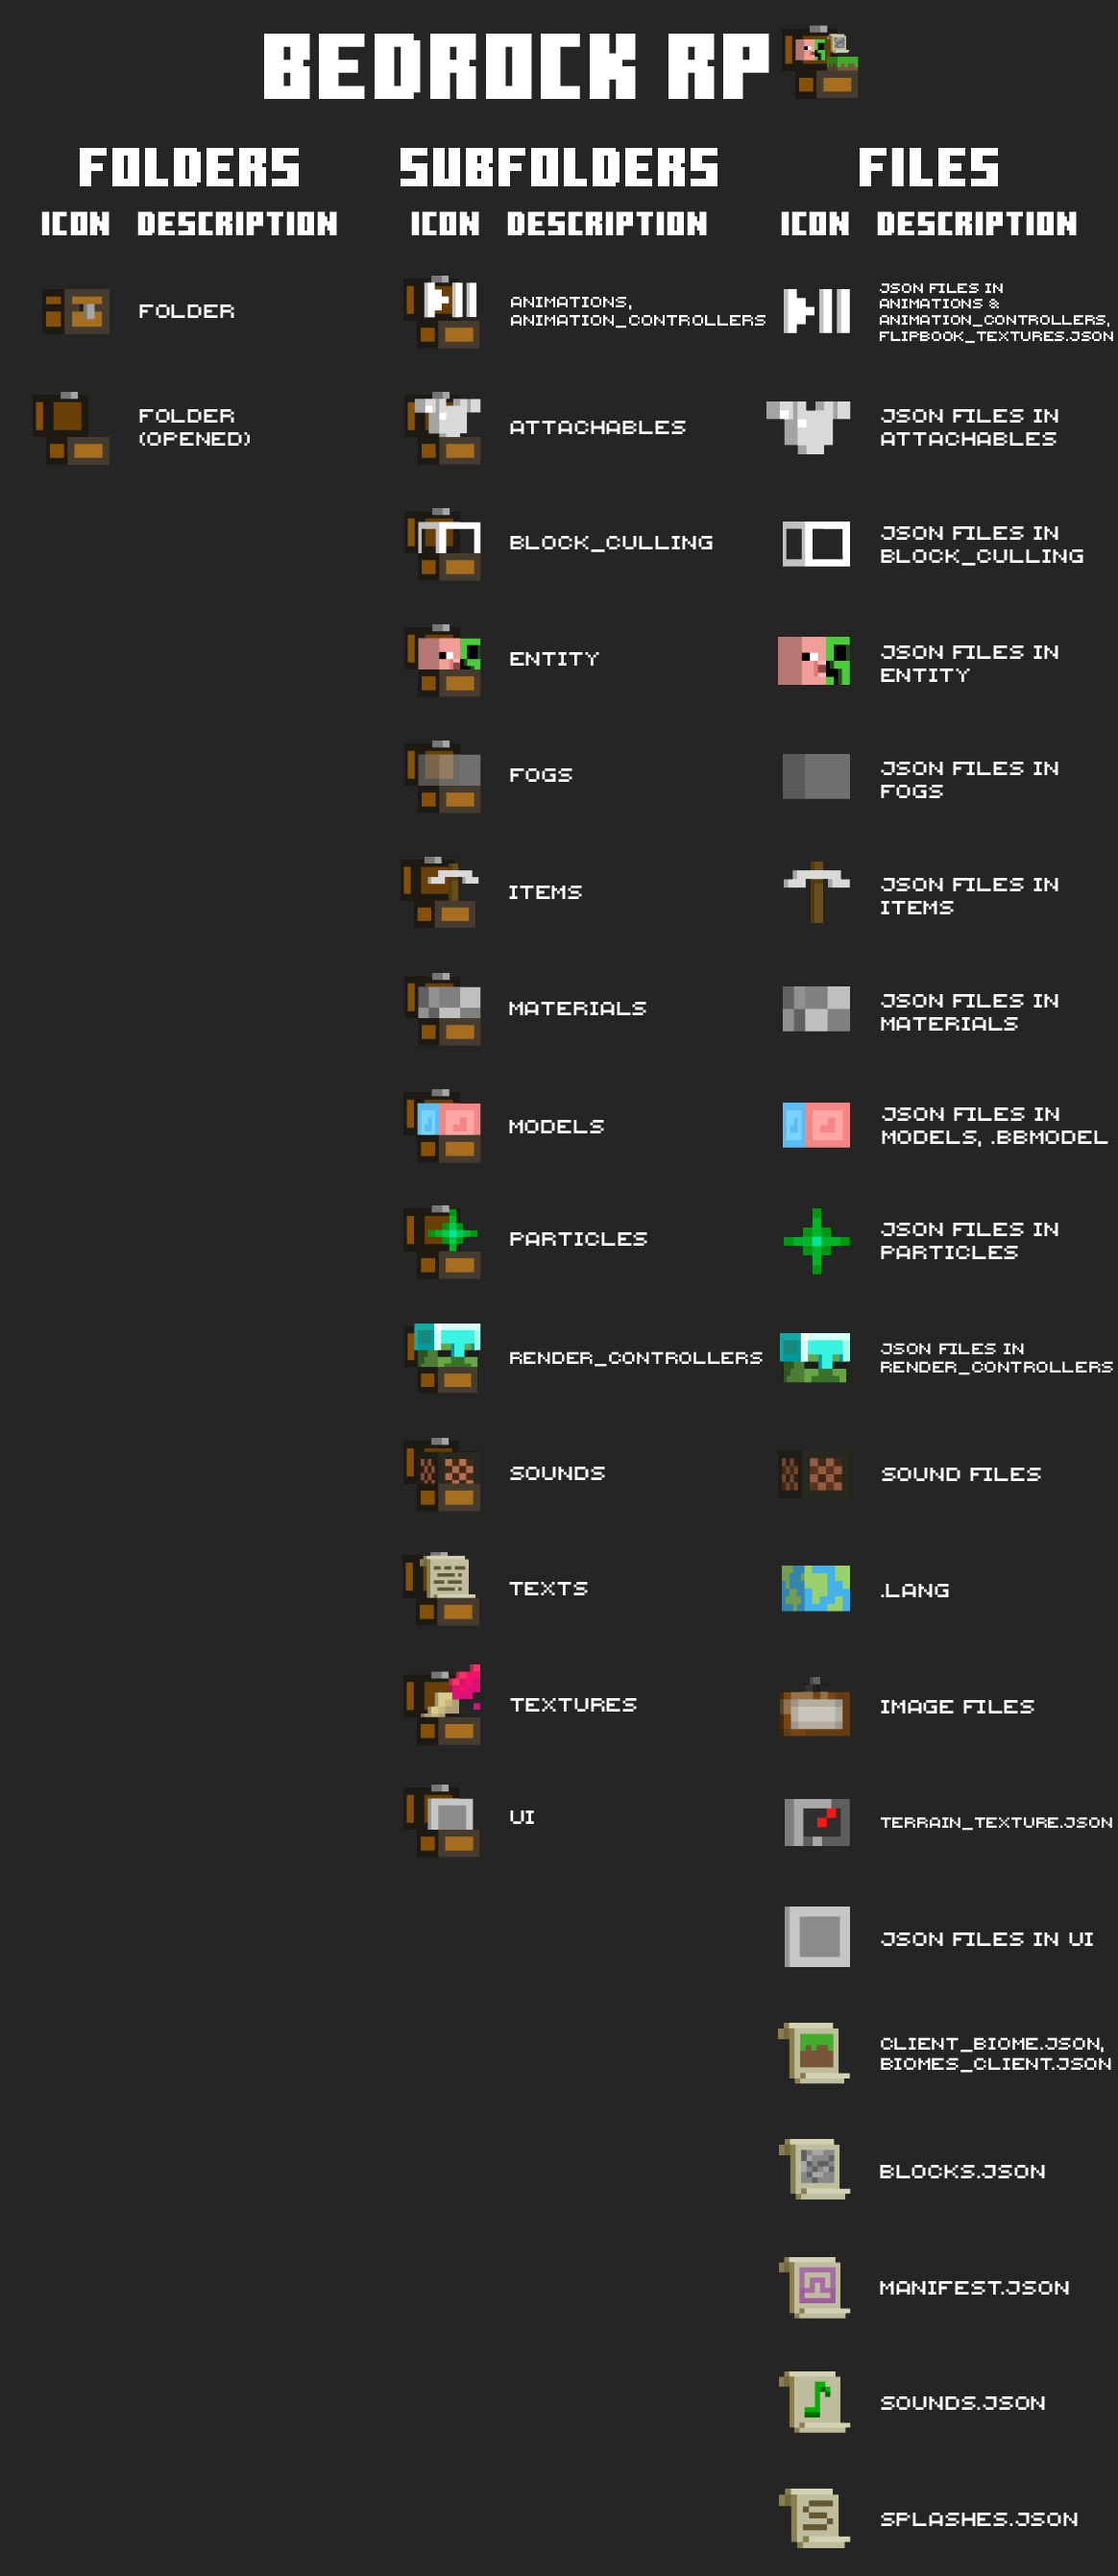 BEDROCK RP
FOLDERS
ICON DESCRIPTION
FOLDER
FOLDER
(OPENED)
SUBFOLDERS
ICON DESCRIPTION
ANIMATIONS,
ANIMATION_CONTROLLERS
ATTACHABLES
BLOCK_CULLING
ENTITY
FOGS
ITEMS
MATERIALS
MODELS
PARTICLES
RENDER_CONTROLLERS
SOUNDS
TEXTS
TEXTURES
UI
FILES
ICON DESCRIPTION
JSON FILES IN
ANIMATIONS &
ANIMATION_CONTROLLERS,
FLIPBOOK_TEXTURES.JSON
JSON FILES IN
ATTACHABLES
JSON FILES IN
BLOCK_CULLING
JSON FILES IN
ENTITY
JSON FILES IN
FOGS
JSON FILES IN
ITEMS
JSON FILES IN
MATERIALS
JSON FILES IN
MODELS, .BBMODEL
JSON FILES IN
PARTICLES
JSON FILES IN
RENDER_CONTROLLERS
SOUND FILES
.LANG
IMAGE FILES
TERRAIN_TEXTURE.JSON
JSON FILES IN UI
CLIENT_BIOME.JSON,
BIOMES_CLIENT.JSON
BLOCKS.JSON
MANIFEST.JSON
SOUNDS.JSON
SPLASHES.JSON